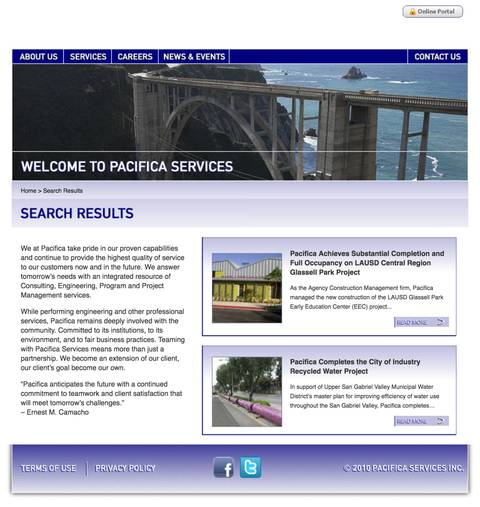 Online Portal
ABOUT US
SERVICES
CAREERS
NEWS & EVENTS
CONTACT US
WELCOME TO PACIFICA SERVICES
Home > Search Results
SEARCH RESULTS
We at Pacifica take pride in our proven capabilities
and continue to provide the highest quality of service
to our customers now and in the future. We answer
tomorrow's needs with an integrated resource of
Consulting, Engineering, Program and Project
Management services.
While performing engineering and other professional
services, Pacifica remains deeply involved with the
community. Committed to its institutions, to its
environment, and to fair business practices. Teaming
with Pacifica Services means more than just a
partnership. We become an extension of our client,
our client's goal become our own.
"Pacifica anticipates the future with a continued
commitment to teamwork and client satisfaction that
will meet tomorrow's challenges."
– Ernest M. Camacho
Pacifica Achieves Substantial Completion and
Full Occupancy on LAUSD Central Region
Glassell Park Project
As the Agency Construction Management firm, Pacifica
managed the new construction of the LAUSD Glassell Park
Early Education Center (EEC) project...
READ MORE
Pacifica Completes the City of Industry
Recycled Water Project
In support of Upper San Gabriel Valley Municipal Water
District's master plan for improving efficiency of water use
throughout the San Gabriel Valley, Pacifica completes...
READ MORE
TERMS OF USE
PRIVACY POLICY
© 2010 PACIFICA SERVICES INC.